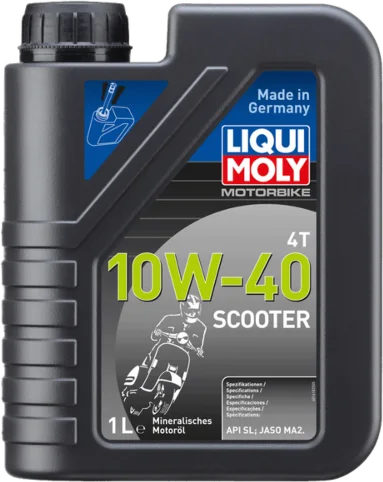 Made in
Germany
LIQUI
MOLY
MOTORBIKE
4T
10W-40
SCOOTER
Spezifikationen /
Specifications /
Specifiche /
Especificaciones /
Especificações /
Spécifications:
1 L
Mineralisches
Motoröl
API SL; JASO MA2.